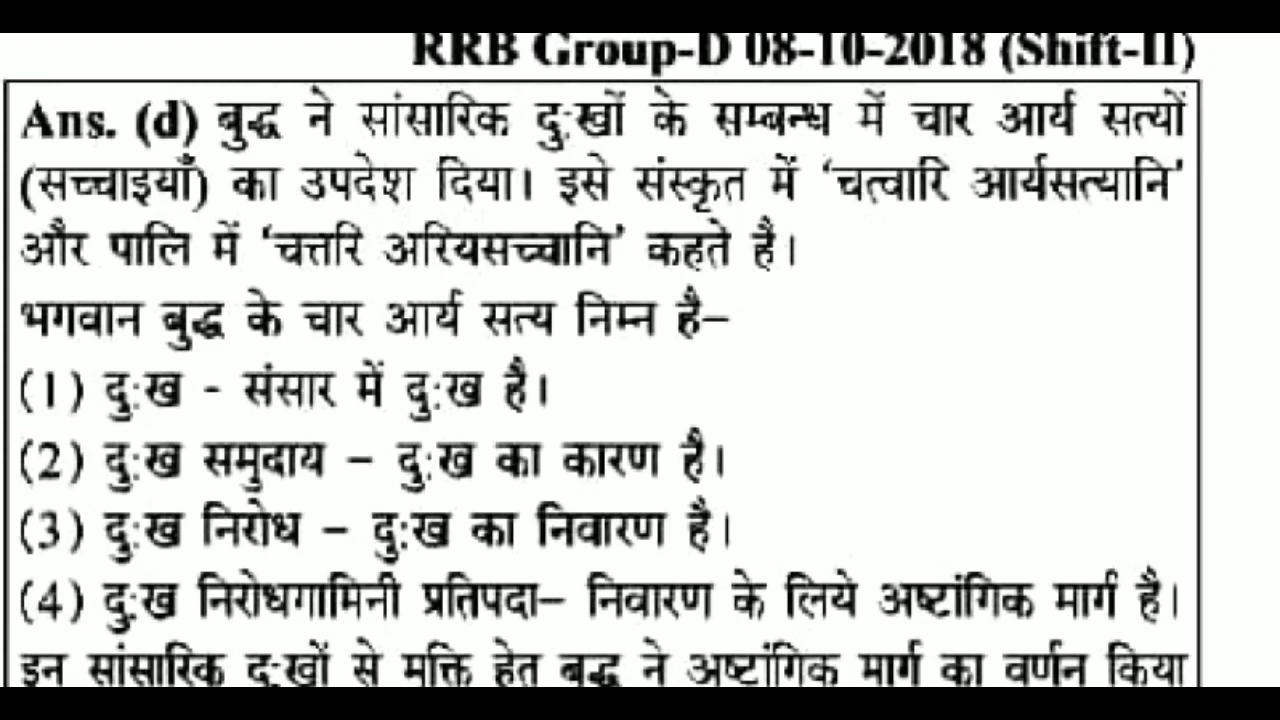 RRB Group-D 08-10-2018 (Shift-II)
Ans. (d) बुद्ध ने सांसारिक दु:खों के सम्बन्ध में चार आर्य सत्यों
(सच्चाइयाँ) का उपदेश दिया। इसे संस्कृत में ‘चत्वारि आर्यसत्यानि’
और पालि में ‘चत्तरि अरियसच्चानि’ कहते है।
भगवान बुद्ध के चार आर्य सत्य निम्न है–
(1) दु:ख - संसार में दु:ख है।
(2) दु:ख समुदाय – दु:ख का कारण है।
(3) दु:ख निरोध – दु:ख का निवारण है।
(4) दु:ख निरोधगामिनी प्रतिपदा– निवारण के लिये अष्टांगिक मार्ग है।
इन सांसारिक दु:खों से मुक्ति हेतु बुद्ध ने अष्टांगिक मार्ग का वर्णन किया